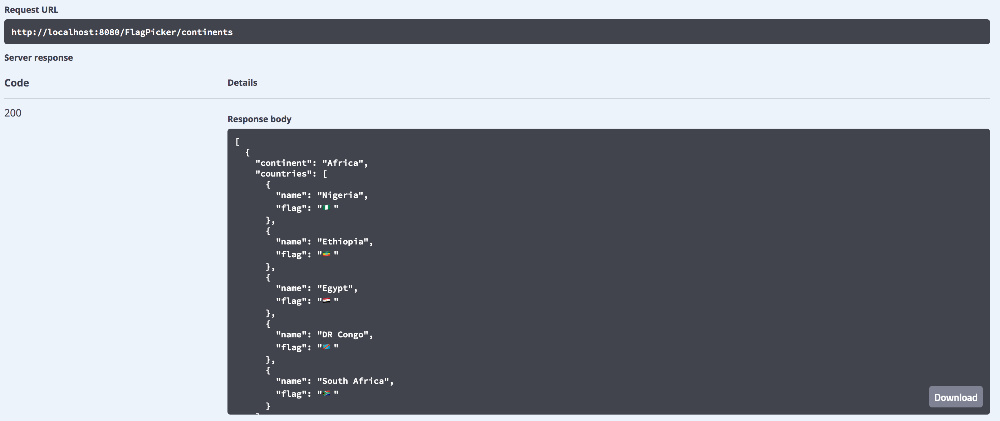 Request URL
http://localhost:8080/FlagPicker/continents
Server response
Code Details
200
Response body
[
  {
    "continent": "Africa",
    "countries": [
      {
        "name": "Nigeria",
        "flag": "🇳🇬 "
      },
      {
        "name": "Ethiopia",
        "flag": "🇪🇹 "
      },
      {
        "name": "Egypt",
        "flag": "🇪🇬 "
      },
      {
        "name": "DR Congo",
        "flag": "🇨🇩 "
      },
      {
        "name": "South Africa",
        "flag": "🇿🇦 "
      }
Download